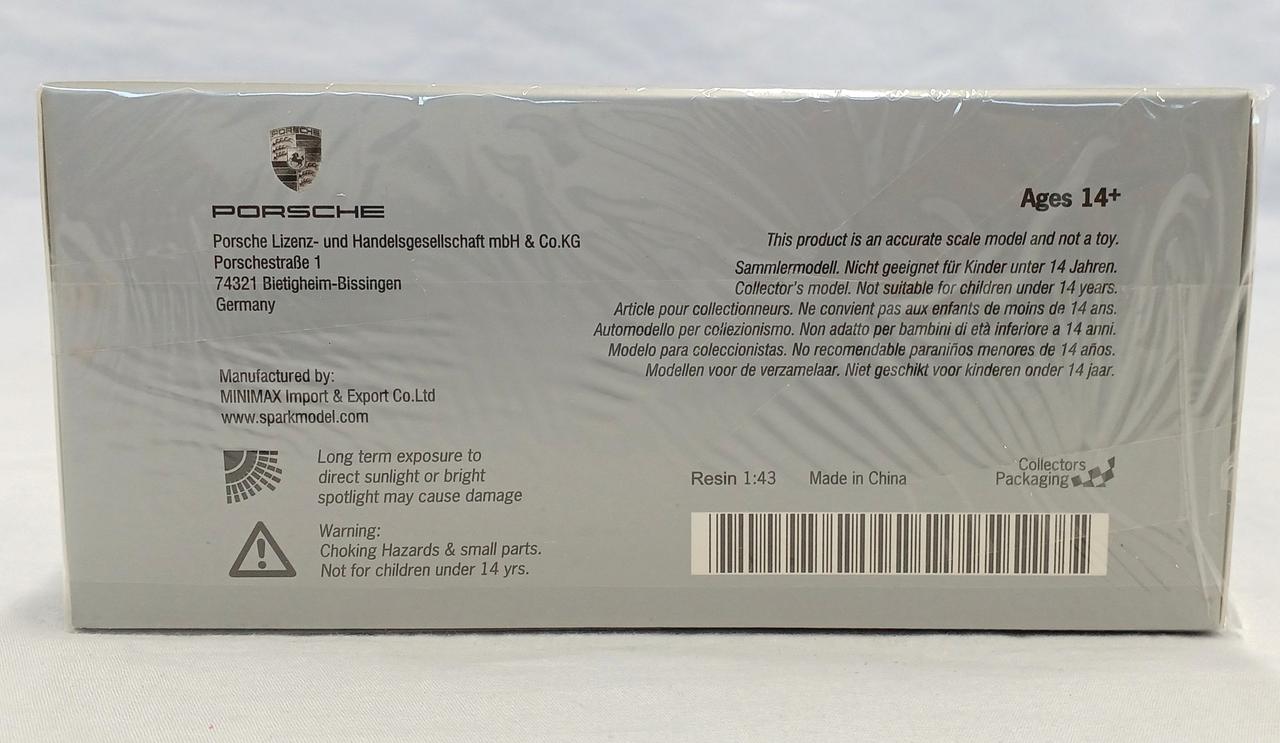 PORSCHE
PORSCHE
Porsche Lizenz- und Handelsgesellschaft mbH & Co.KG
Porschestraße 1
74321 Bietigheim-Bissingen
Germany
Manufactured by:
MINIMAX Import & Export Co.Ltd
www.sparkmodel.com
Long term exposure to
direct sunlight or bright
spotlight may cause damage
Warning:
Choking Hazards & small parts.
Not for children under 14 yrs.
Ages 14+
This product is an accurate scale model and not a toy.
Sammlermodell. Nicht geeignet für Kinder unter 14 Jahren.
Collector's model. Not suitable for children under 14 years.
Article pour collectionneurs. Ne convient pas aux enfants de moins de 14 ans.
Automodello per collezionismo. Non adatto per bambini di età inferiore a 14 anni.
Modelo para coleccionistas. No recomendable paraniños menores de 14 años.
Modellen voor de verzamelaar. Niet geschikt voor kinderen onder 14 jaar.
Resin 1:43 Made in China
Collectors
Packaging